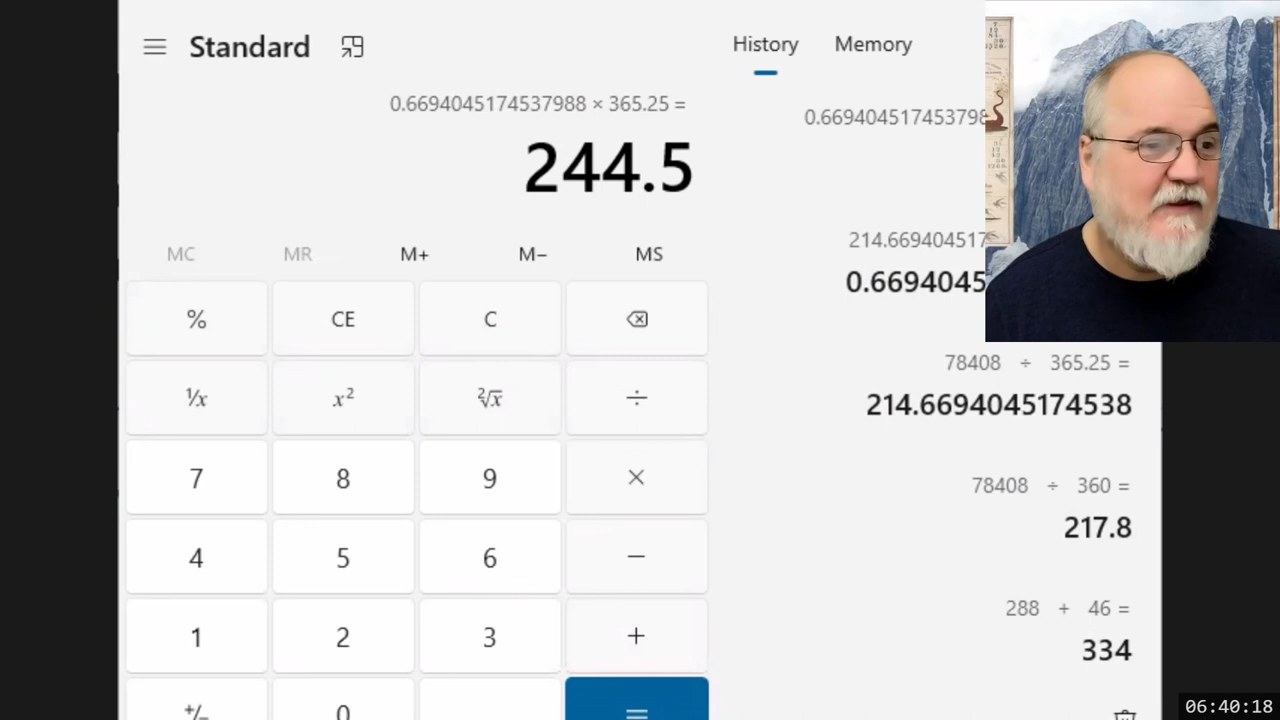 Standard
History Memory
0.6694045174537988 × 365.25 =
244.5
MC MR M+ M− MS
% CE C
¹/x x² ²√x ÷
7 8 9 ×
4 5 6 −
1 2 3 +
+/− 0 =
0.66940451745379
214.669404517
0.6694045
78408 ÷ 365.25 =
214.6694045174538
78408 ÷ 360 =
217.8
288 + 46 =
334
06:40:18